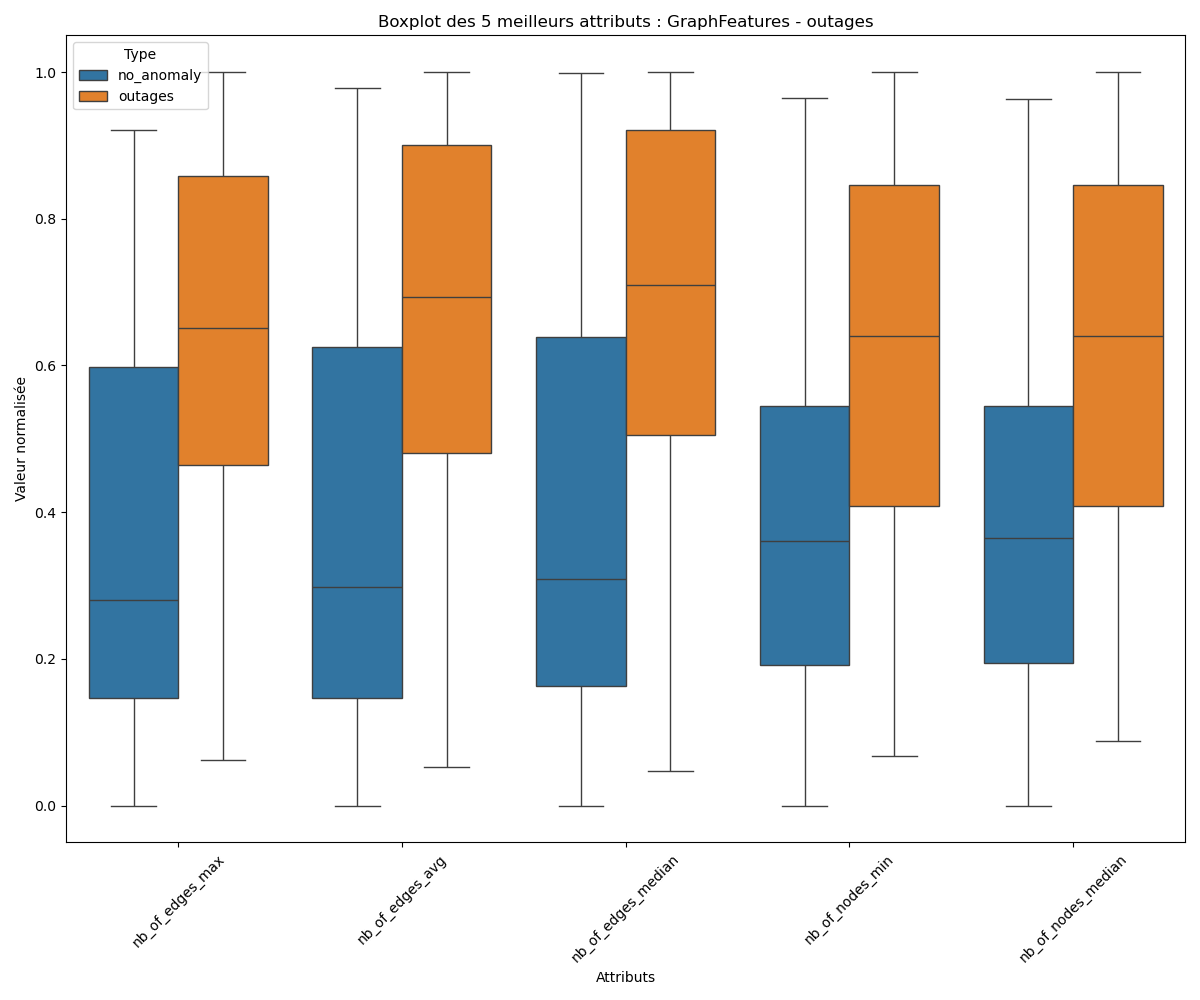 Boxplot des 5 meilleurs attributs : GraphFeatures - outages
Type
no_anomaly
outages
Valeur normalisée
1.0
0.8
0.6
0.4
0.2
0.0
nb_of_edges_max
nb_of_edges_avg
nb_of_edges_median
nb_of_nodes_min
nb_of_nodes_median
Attributs